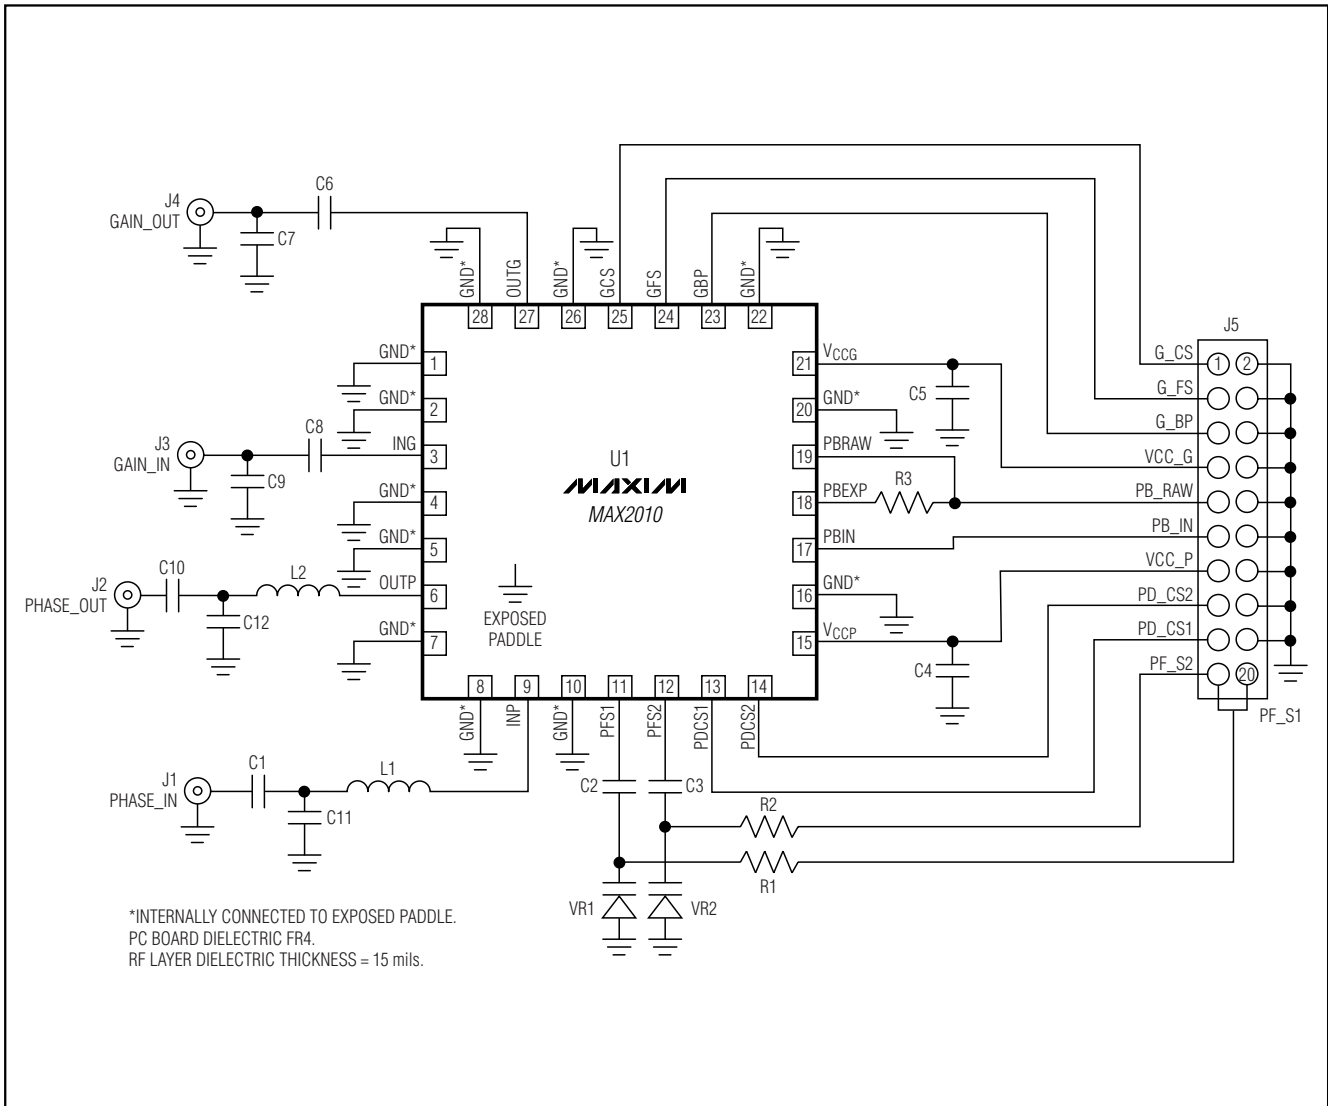 J4
GAIN_OUT
C6
C7
GND*
OUTG
GND*
GCS
GFS
GBP
GND*
28
27
26
25
24
23
22
J3
GAIN_IN
C8
C9
J2
PHASE_OUT
C10
C12
L2
GND*
1
GND*
2
ING
3
GND*
4
GND*
5
OUTP
6
GND*
7
U1
MAXIM
MAX2010
EXPOSED
PADDLE
21
VCCG
20
GND*
19
PBRAW
18
PBEXP
17
PBIN
16
GND*
15
VCCP
C5
R3
C4
J5
G_CS
1
2
G_FS
G_BP
VCC_G
PB_RAW
PB_IN
VCC_P
PD_CS2
PD_CS1
PF_S2
20
PF_S1
8
9
10
11
12
13
14
GND*
INP
GND*
PFS1
PFS2
PDCS1
PDCS2
J1
PHASE_IN
C1
C11
L1
C2
C3
R2
R1
VR1
VR2
*INTERNALLY CONNECTED TO EXPOSED PADDLE.
PC BOARD DIELECTRIC FR4.
RF LAYER DIELECTRIC THICKNESS = 15 mils.